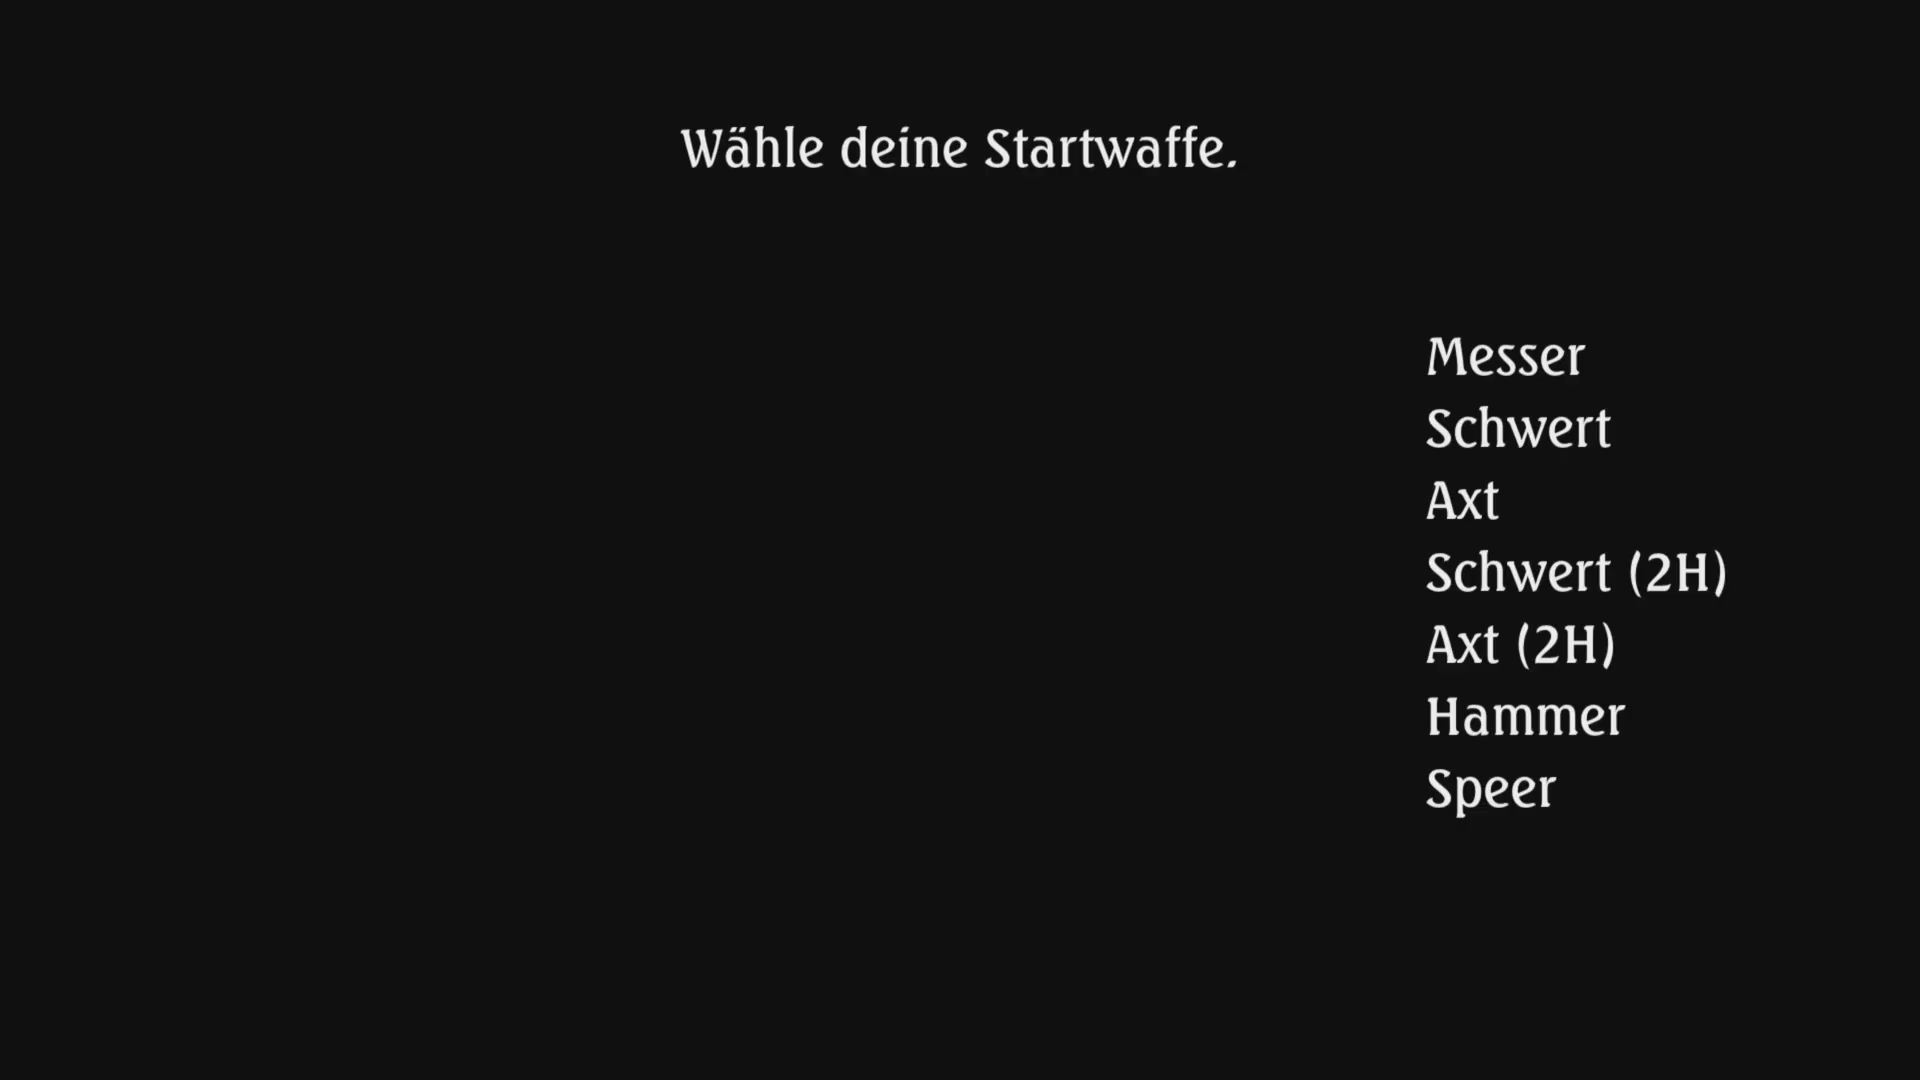 Wähle deine Startwaffe.
Messer
Schwert
Axt
Schwert (2H)
Axt (2H)
Hammer
Speer